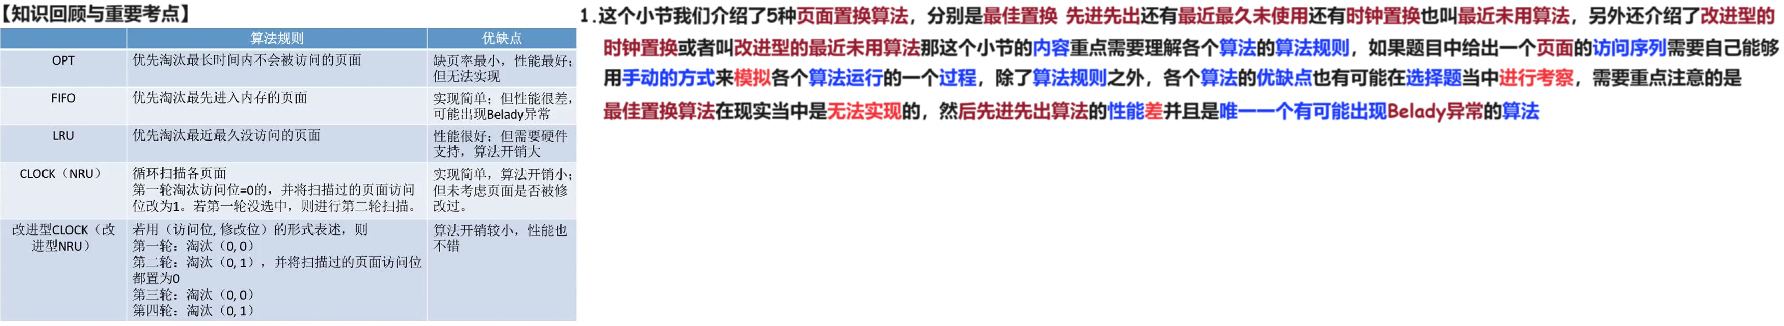 【知识回顾与重要考点】
算法规则 优缺点
OPT 优先淘汰最长时间内不会被访问的页面 缺页率最小，性能最好；
但无法实现
FIFO 优先淘汰最先进入内存的页面 实现简单；但性能很差，
可能出现Belady异常
LRU 优先淘汰最近最久没访问的页面 性能很好；但需要硬件
支持，算法开销大
CLOCK（NRU） 循环扫描各页面 实现简单，算法开销小；
第一轮淘汰访问位=0的，并将扫描过的页面访问 但未考虑页面是否被修
位改为1。若第一轮没选中，则进行第二轮扫描。 改过。
改进型CLOCK（改 若用（访问位, 修改位）的形式表述，则 算法开销较小，性能也
进型NRU） 第一轮：淘汰（0, 0） 不错
第二轮：淘汰（0, 1），并将扫描过的页面访问位
都置为0
第三轮：淘汰（0, 0）
第四轮：淘汰（0, 1）
1.这个小节我们介绍了5种页面置换算法，分别是最佳置换 先进先出还有最近最久未使用还有时钟置换也叫最近未用算法，另外还介绍了改进型的
时钟置换或者叫改进型的最近未用算法那这个小节的内容重点需要理解各个算法的算法规则，如果题目中给出一个页面的访问序列需要自己能够
用手动的方式来模拟各个算法运行的一个过程，除了算法规则之外，各个算法的优缺点也有可能在选择题当中进行考察，需要重点注意的是
最佳置换算法在现实当中是无法实现的，然后先进先出算法的性能差并且是唯一一个有可能出现Belady异常的算法